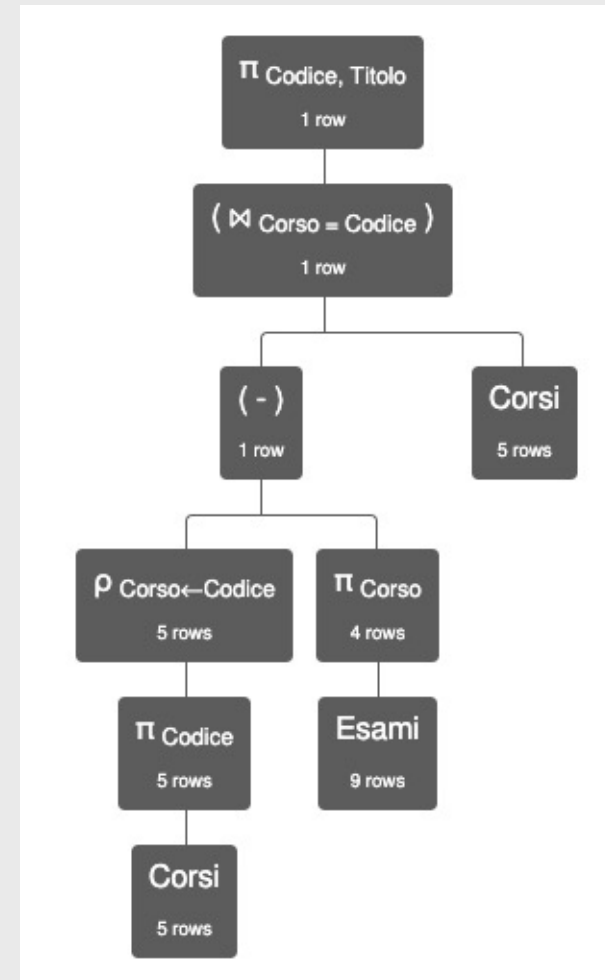 π Codice, Titolo
1 row
( ⋈ Corso = Codice )
1 row
( - )
1 row
Corsi
5 rows
ρ Corso←Codice
5 rows
π Corso
4 rows
π Codice
5 rows
Esami
9 rows
Corsi
5 rows